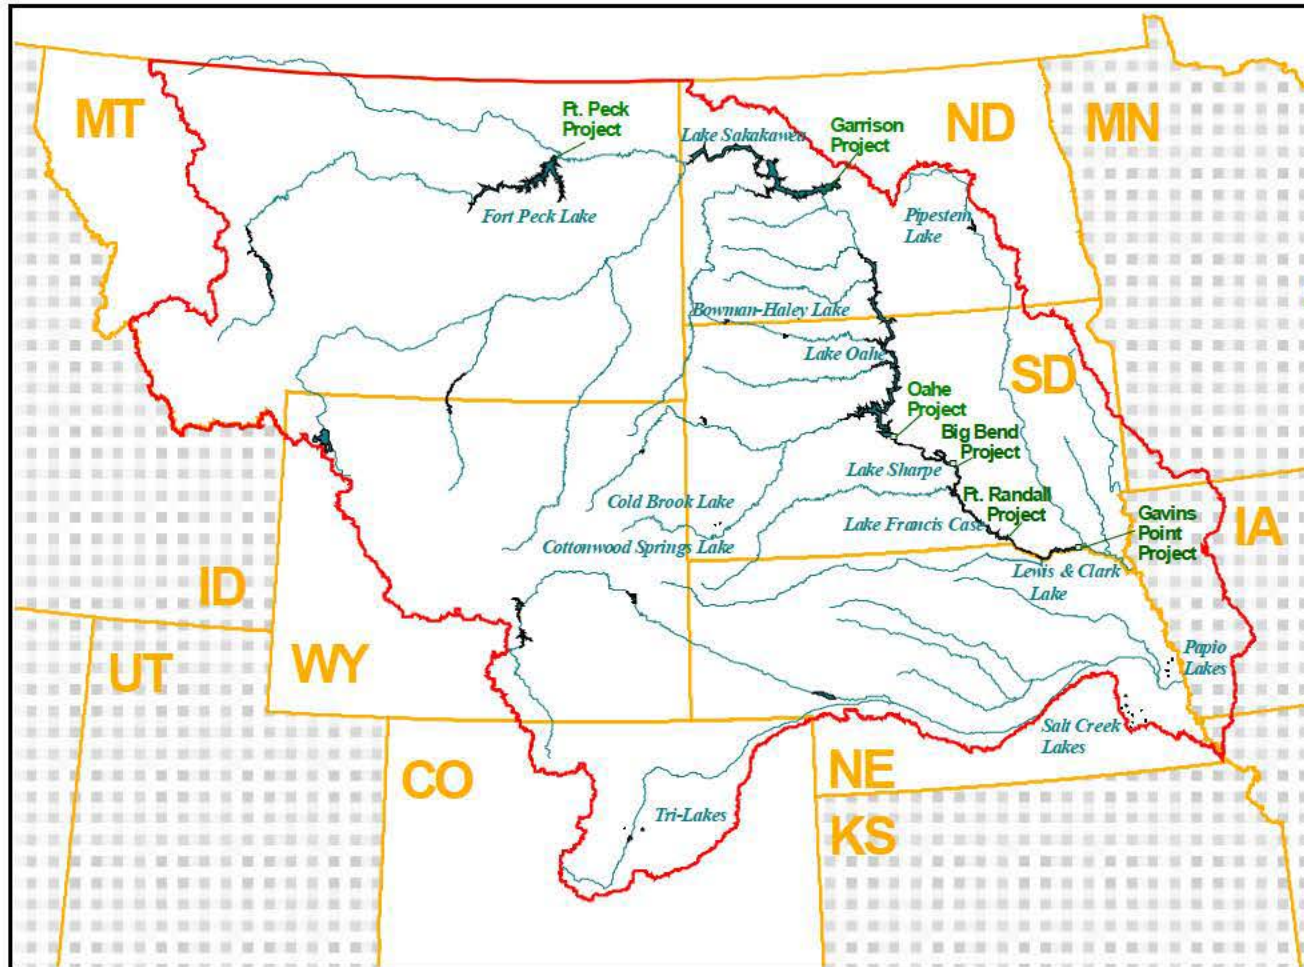 MT
Ft. Peck
Project
Lake Sakakawea
Garrison
Project
ND
MN
Fort Peck Lake
Pipestem
Lake
Bowman-Haley Lake
Lake Oahe
SD
Oahe
Project
Big Bend
Project
Lake Sharpe
Cold Brook Lake
Ft. Randall
Project
Lake Francis Case
Gavins
Point
Project
IA
Cottonwood Springs Lake
Lewis & Clark
Lake
ID
UT
WY
Papio
Lakes
Salt Creek
Lakes
CO
NE
Tri-Lakes
KS